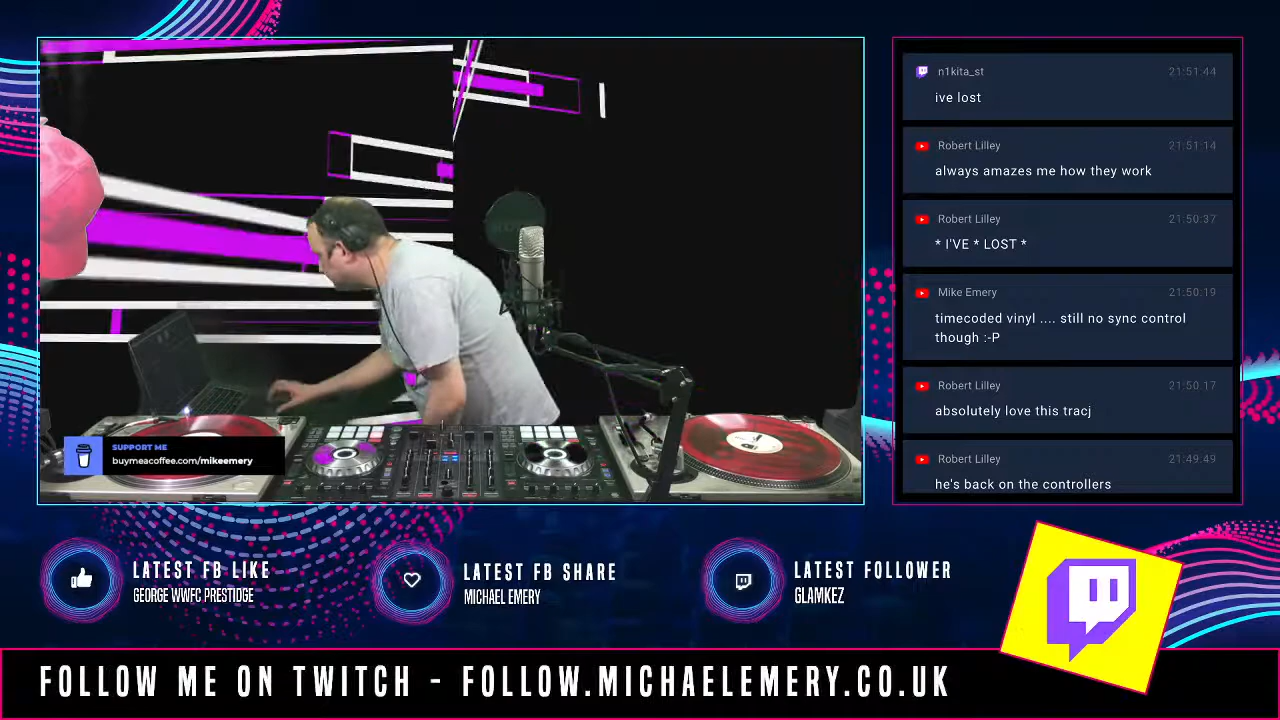 n1kita_st 21:51:44
ive lost
Robert Lilley 21:51:14
always amazes me how they work
Robert Lilley 21:50:37
* I'VE * LOST *
Mike Emery 21:50:19
timecoded vinyl .... still no sync control
though :-P
Robert Lilley 21:50:17
absolutely love this tracj
Robert Lilley 21:49:49
he's back on the controllers
SUPPORT ME
buymeacoffee.com/mikeemery
LATEST FB LIKE
GEORGE WWFC PRESTIDGE
LATEST FB SHARE
MICHAEL EMERY
LATEST FOLLOWER
GLAMKEZ
FOLLOW ME ON TWITCH - FOLLOW.MICHAELEMERY.CO.UK